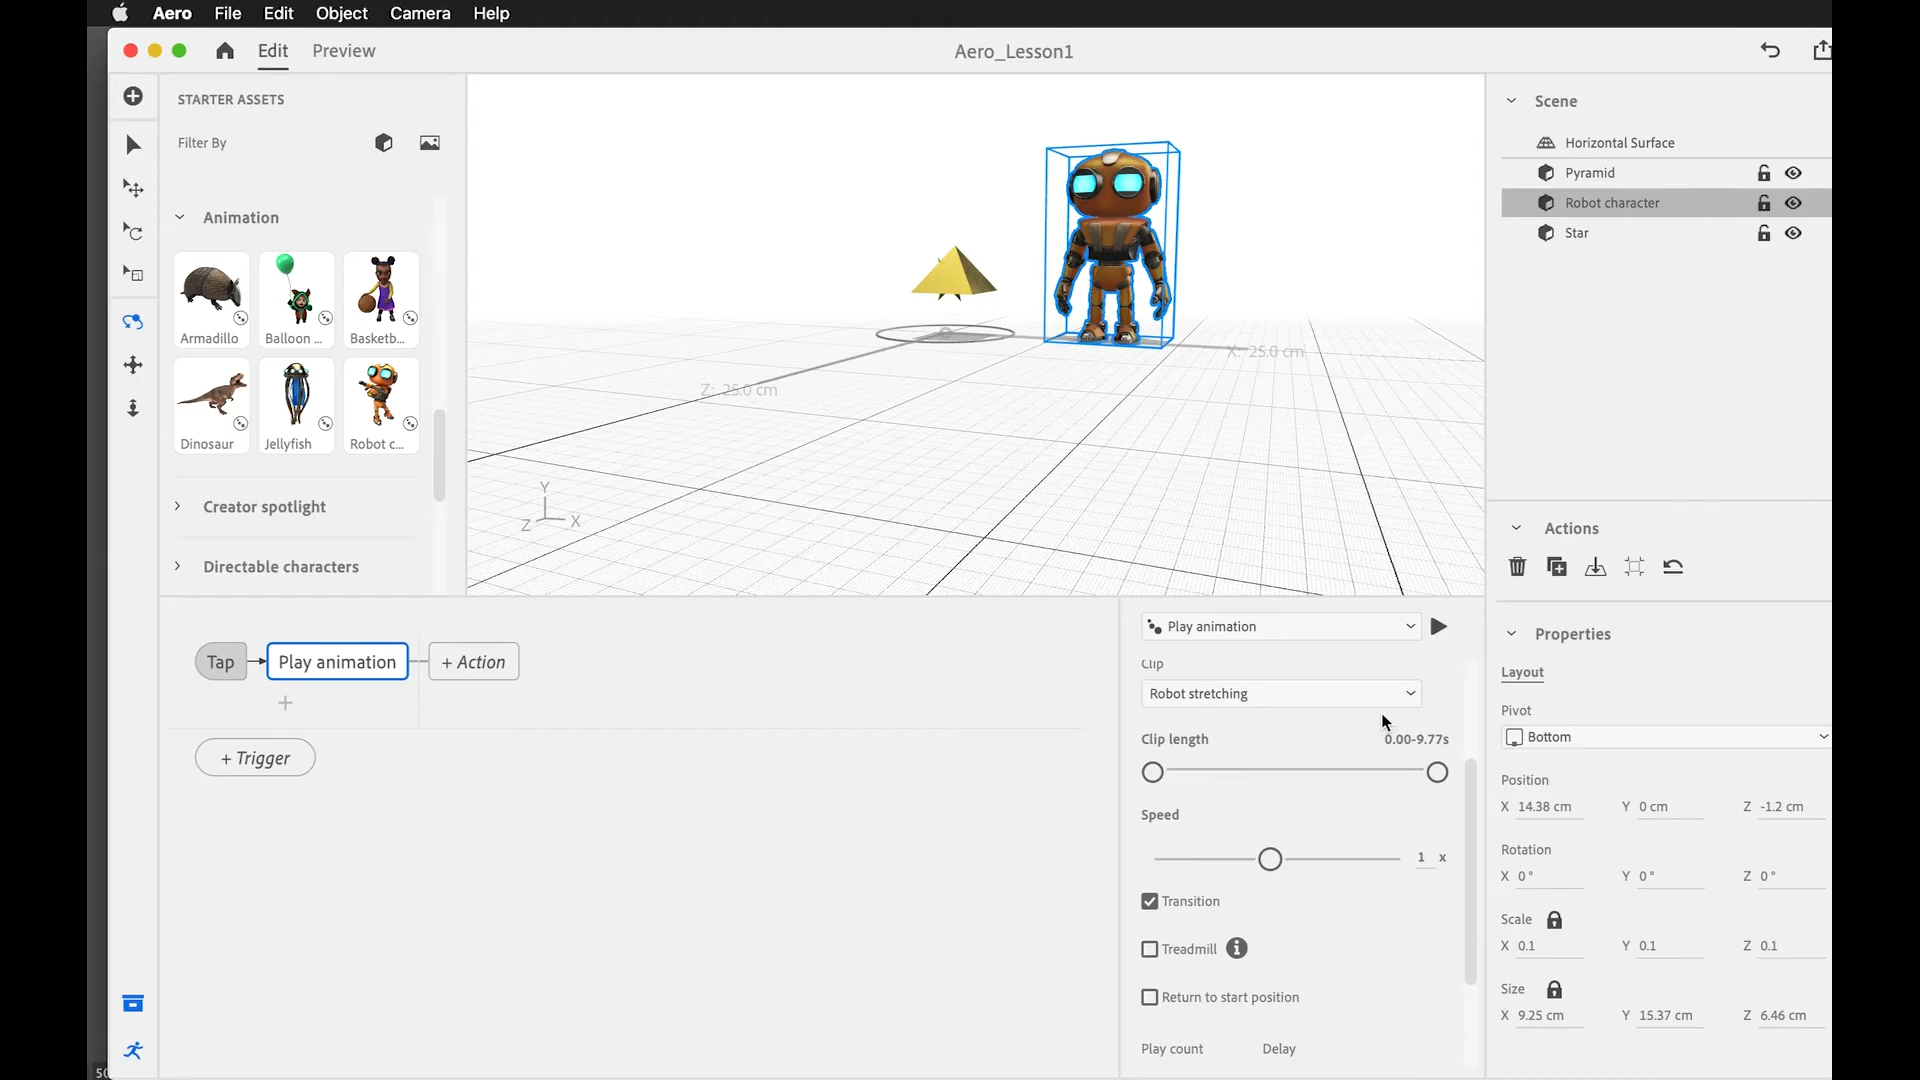 Aero File Edit Object Camera Help
Edit Preview
Aero_Lesson1
STARTER ASSETS
Filter By
Animation
Armadillo Balloon ... Basketb...
Dinosaur Jellyfish Robot c...
Creator spotlight
Directable characters
Z: 25.0 cm
X: 25.0 cm
Y
Z X
Scene
Horizontal Surface
Pyramid
Robot character
Star
Actions
Tap Play animation + Action
+
+ Trigger
Play animation
Clip
Robot stretching
Clip length 0.00-9.77s
Speed
1 x
Transition
Treadmill
Return to start position
Play count Delay
Properties
Layout
Pivot
Bottom
Position
X 14.38 cm Y 0 cm Z -1.2 cm
Rotation
X 0° Y 0° Z 0°
Scale
X 0.1 Y 0.1 Z 0.1
Size
X 9.25 cm Y 15.37 cm Z 6.46 cm